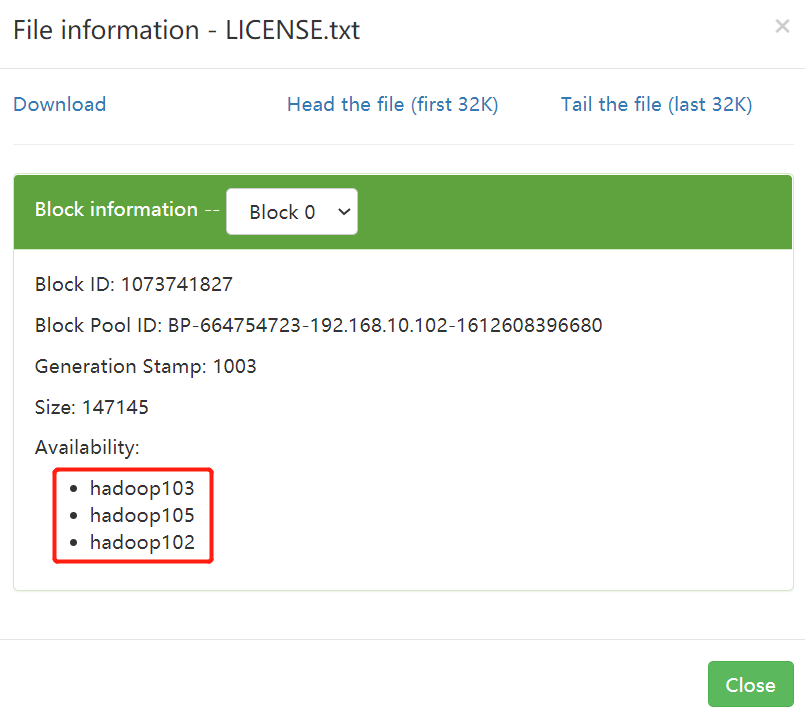 File information - LICENSE.txt
×
Download
Head the file (first 32K)
Tail the file (last 32K)
Block information --
Block 0
Block ID: 1073741827
Block Pool ID: BP-664754723-192.168.10.102-1612608396680
Generation Stamp: 1003
Size: 147145
Availability:
hadoop103
hadoop105
hadoop102
Close